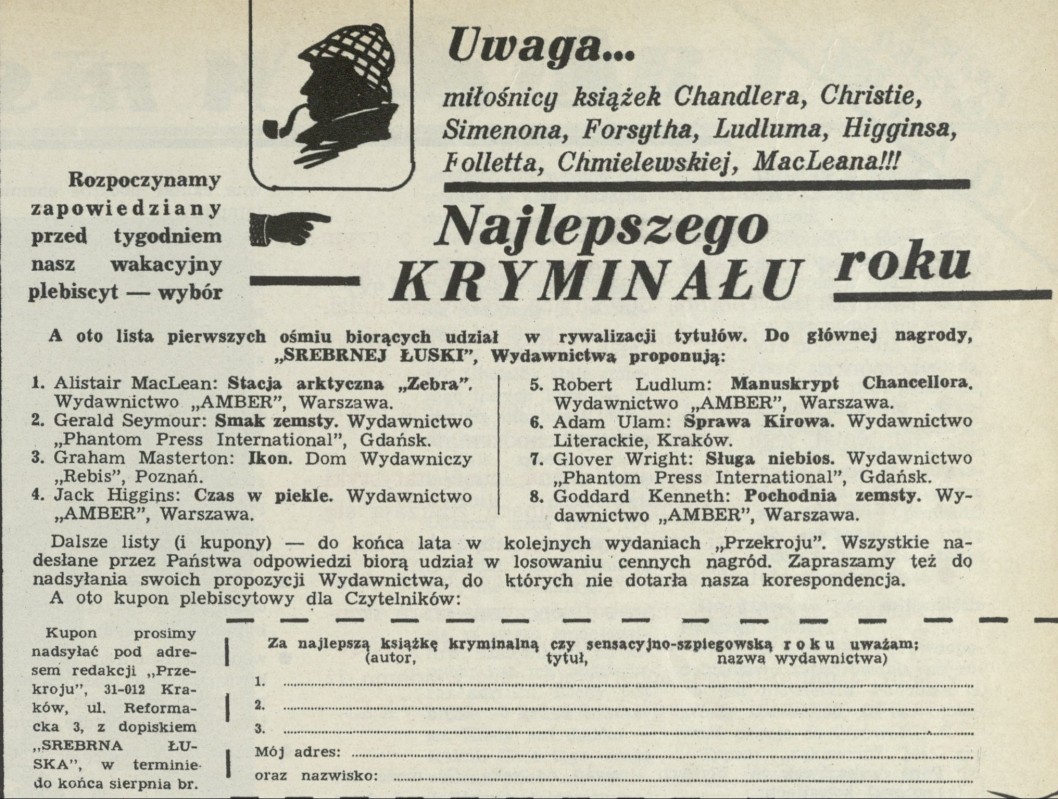 Uwaga...
miłośnicy książek Chandlera, Christie,
Simenona, Forsytha, Ludluma, Higginsa,
Folletta, Chmielewskiej, MacLeana!!!
Rozpoczynamy
zapowiedziany
przed tygodniem
nasz wakacyjny
plebiscyt — wybór
Najlepszego
KRYMINAŁU roku
A oto lista pierwszych ośmiu biorących udział w rywalizacji tytułów. Do głównej nagrody,
„SREBRNEJ ŁUSKI", Wydawnictwa proponują:
1. Alistair MacLean: Stacja arktyczna „Zebra".
Wydawnictwo „AMBER", Warszawa.
2. Gerald Seymour: Smak zemsty. Wydawnictwo
„Phantom Press International", Gdańsk.
3. Graham Masterton: Ikon. Dom Wydawniczy
„Rebis", Poznań.
4. Jack Higgins: Czas w piekle. Wydawnictwo
„AMBER", Warszawa.
5. Robert Ludlum: Manuskrypt Chancellora.
Wydawnictwo „AMBER", Warszawa.
6. Adam Ulam: Sprawa Kirowa. Wydawnictwo
Literackie, Kraków.
7. Glover Wright: Sługa niebios. Wydawnictwo
„Phantom Press International", Gdańsk.
8. Goddard Kenneth: Pochodnia zemsty. Wy-
dawnictwo „AMBER", Warszawa.
Dalsze listy (i kupony) — do końca lata w kolejnych wydaniach „Przekroju". Wszystkie na-
desłane przez Państwa odpowiedzi biorą udział w losowaniu cennych nagród. Zapraszamy też do
nadsyłania swoich propozycji Wydawnictwa, do których nie dotarła nasza korespondencja.
A oto kupon plebiscytowy dla Czytelników:
Kupon prosimy
nadsyłać pod adre-
sem redakcji „Prze-
kroju", 31-012 Kra-
ków, ul. Reforma-
cka 3, z dopiskiem
„SREBRNA ŁU-
SKA", w terminie
do końca sierpnia br.
Za najlepszą książkę kryminalną czy sensacyjno-szpiegowską roku uważam:
(autor, tytuł, nazwa wydawnictwa)
1.
2.
3.
Mój adres:
oraz nazwisko: